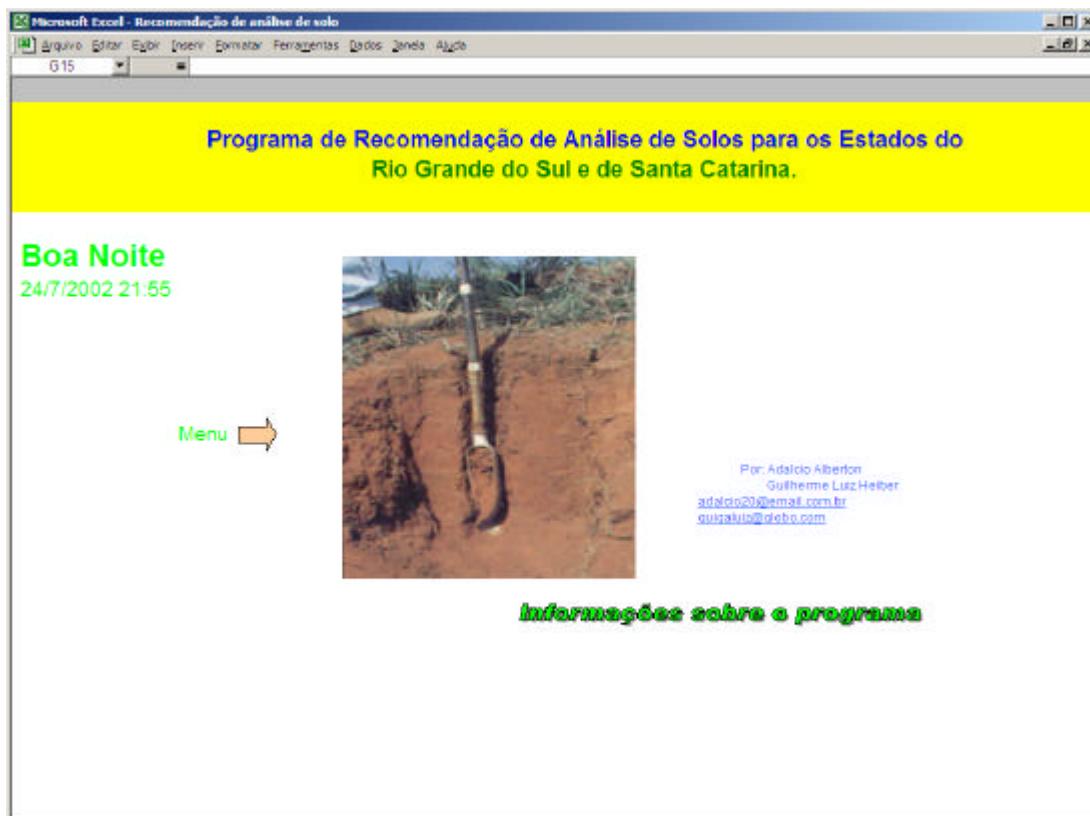 Microsoft Excel - Recomendação de análise de solo
Arquivo Editar Exibir Inserir Formatar Ferramentas Dados Janela Ajuda
G15 =
Programa de Recomendação de Análise de Solos para os Estados do
Rio Grande do Sul e de Santa Catarina.
Boa Noite
24/7/2002 21:55
Menu
Por: Adalcio Alberton
Guilherme Luiz Heiber
adalcio20@email.com.br
guigaluiz@globo.com
Informações sobre o programa